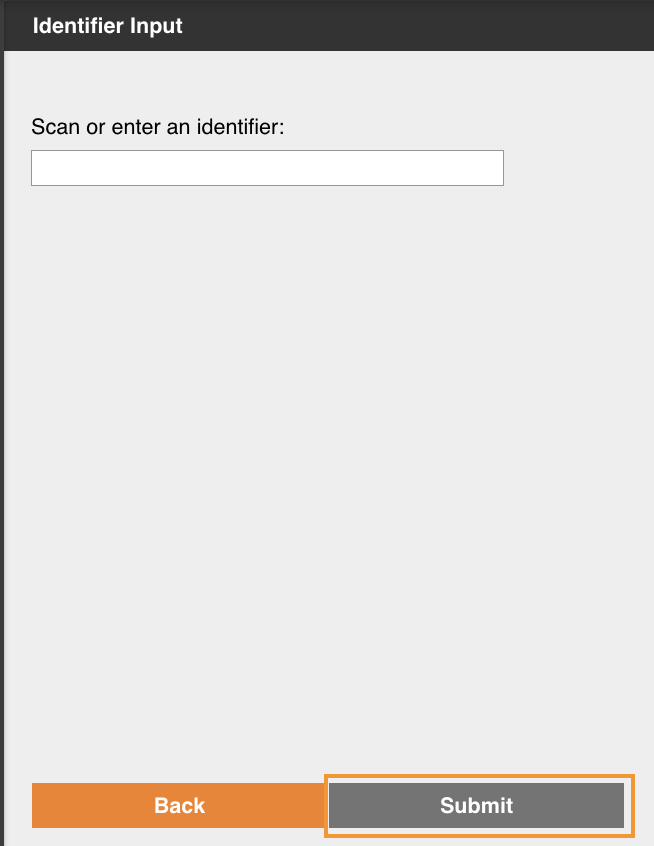 Identifier Input
Scan or enter an identifier:
Back
Submit